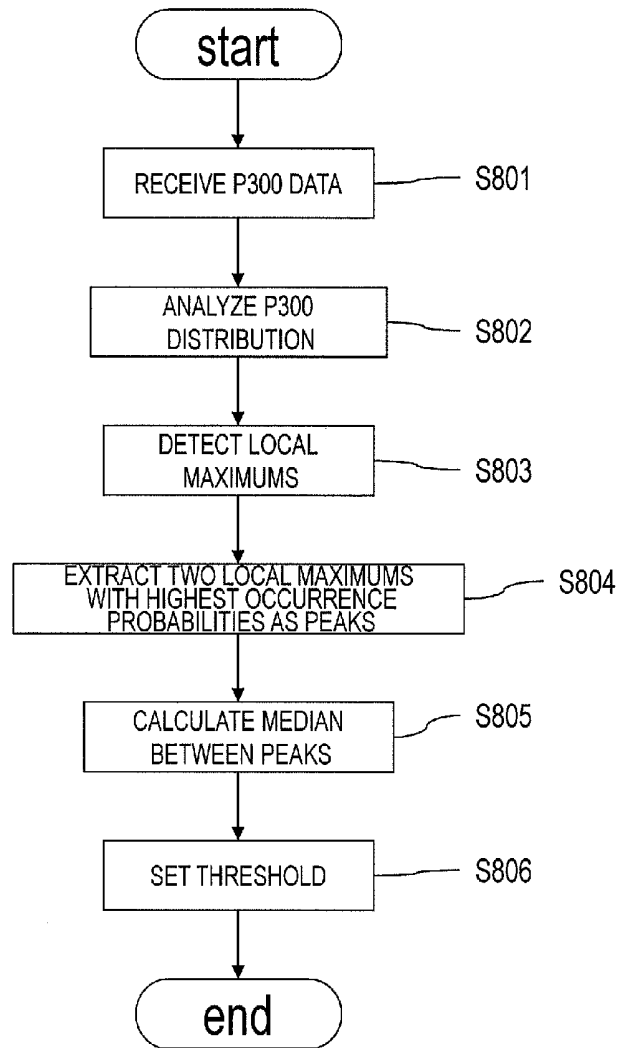 start
RECEIVE P300 DATA
S801
ANALYZE P300
DISTRIBUTION
S802
DETECT LOCAL
MAXIMUMS
S803
EXTRACT TWO LOCAL MAXIMUMS
WITH HIGHEST OCCURRENCE
PROBABILITIES AS PEAKS
S804
CALCULATE MEDIAN
BETWEEN PEAKS
S805
SET THRESHOLD
S806
end